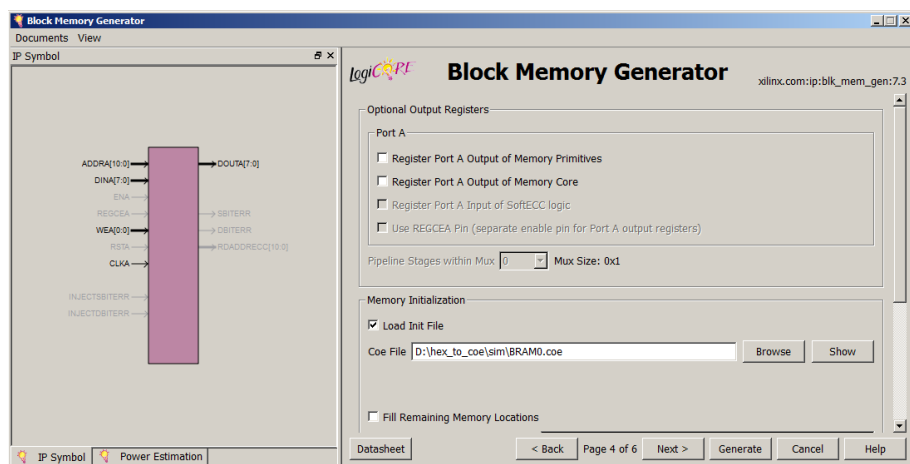 Block Memory Generator
Documents View
IP Symbol
ADDRA[10:0]
DOUTA[7:0]
DINA[7:0]
ENA
REGCEA
SBITERR
WEA[0:0]
DBITERR
RSTA
RDADDRECC[10:0]
CLKA
INJECTSBITERR
INJECTDBITERR
IP Symbol
Power Estimation
LogiCORE
Block Memory Generator
xilinx.com:ip:blk_mem_gen:7.3
Optional Output Registers
Port A
Register Port A Output of Memory Primitives
Register Port A Output of Memory Core
Register Port A Input of SoftECC logic
Use REGCEA Pin (separate enable pin for Port A output registers)
Pipeline Stages within Mux 0 Mux Size: 0x1
Memory Initialization
Load Init File
Coe File D:\hex_to_coe\sim\BRAM0.coe Browse Show
Fill Remaining Memory Locations
Datasheet < Back Page 4 of 6 Next > Generate Cancel Help